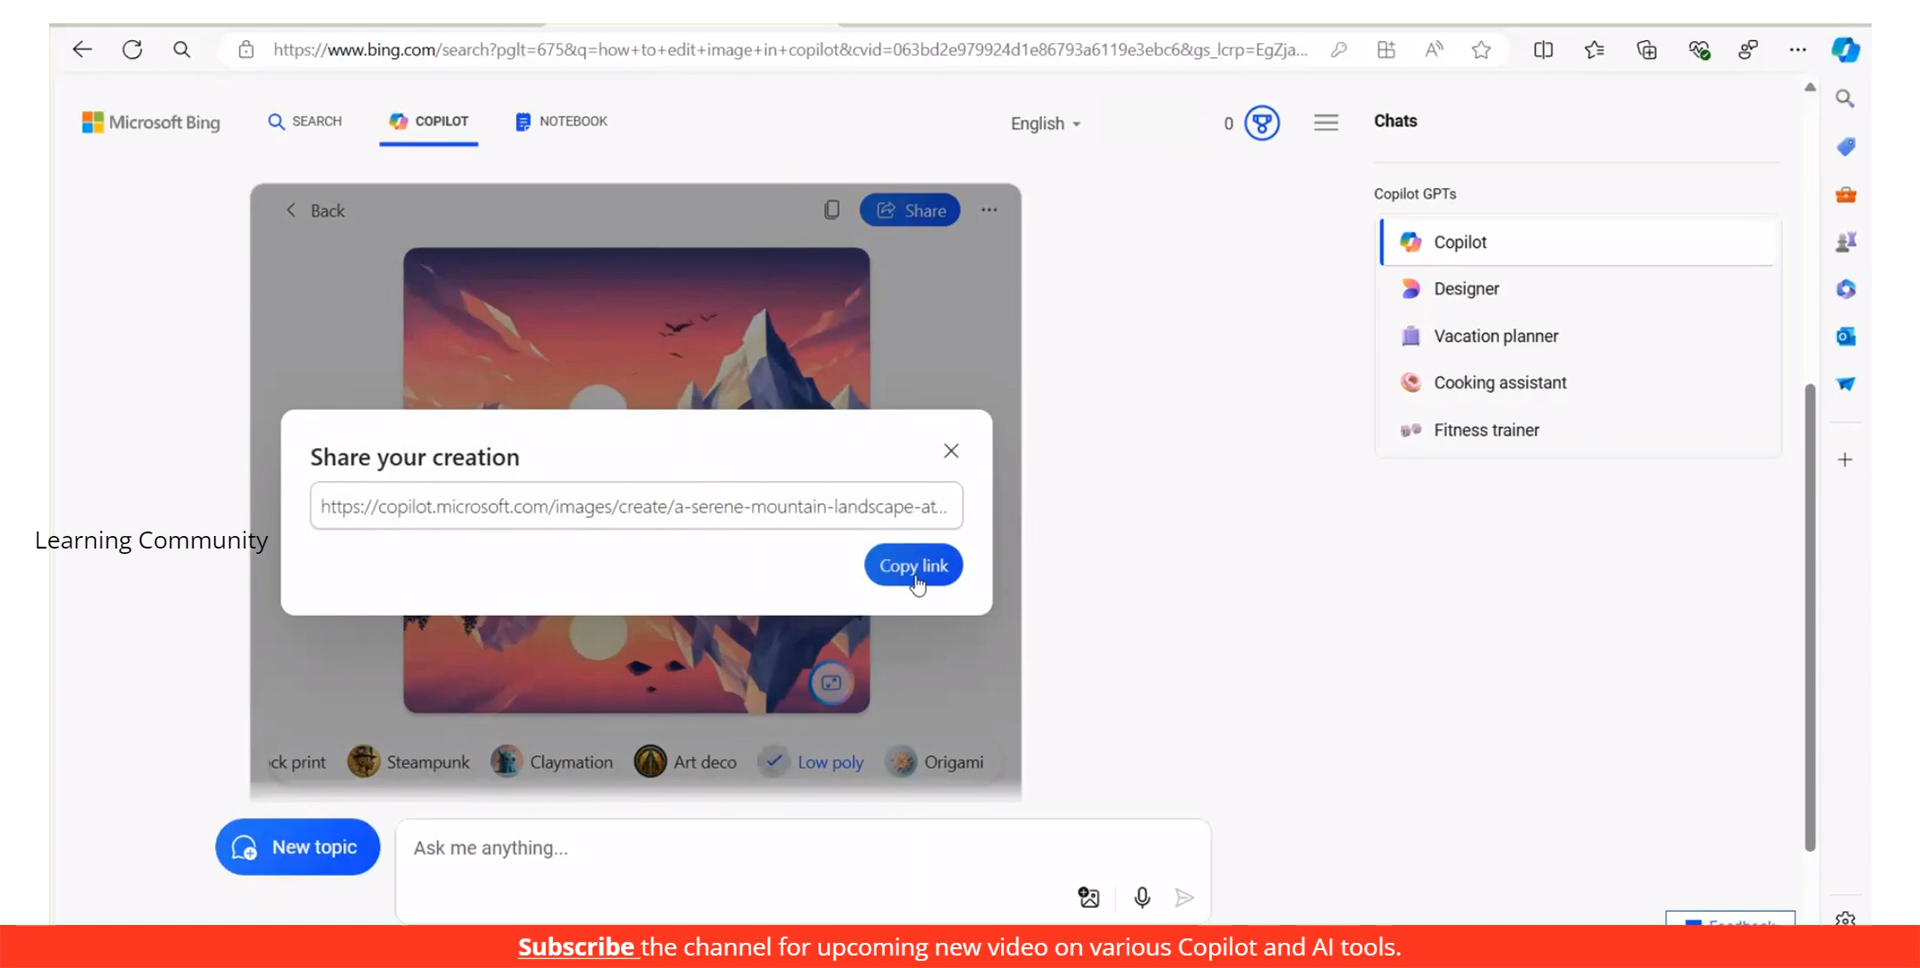 https://www.bing.com/search?pglt=675&q=how+to+edit+image+in+copilot&cvid=063bd2e979924d1e86793a6119e3ebc6&gs_lcrp=EgZja...
Microsoft Bing
SEARCH
COPILOT
NOTEBOOK
English
0
Chats
Copilot GPTs
Copilot
Designer
Vacation planner
Cooking assistant
Fitness trainer
Back
Share
Share your creation
https://copilot.microsoft.com/images/create/a-serene-mountain-landscape-at...
Copy link
Learning Community
ck print
Steampunk
Claymation
Art deco
Low poly
Origami
New topic
Ask me anything...
Feedback
Subscribe the channel for upcoming new video on various Copilot and AI tools.